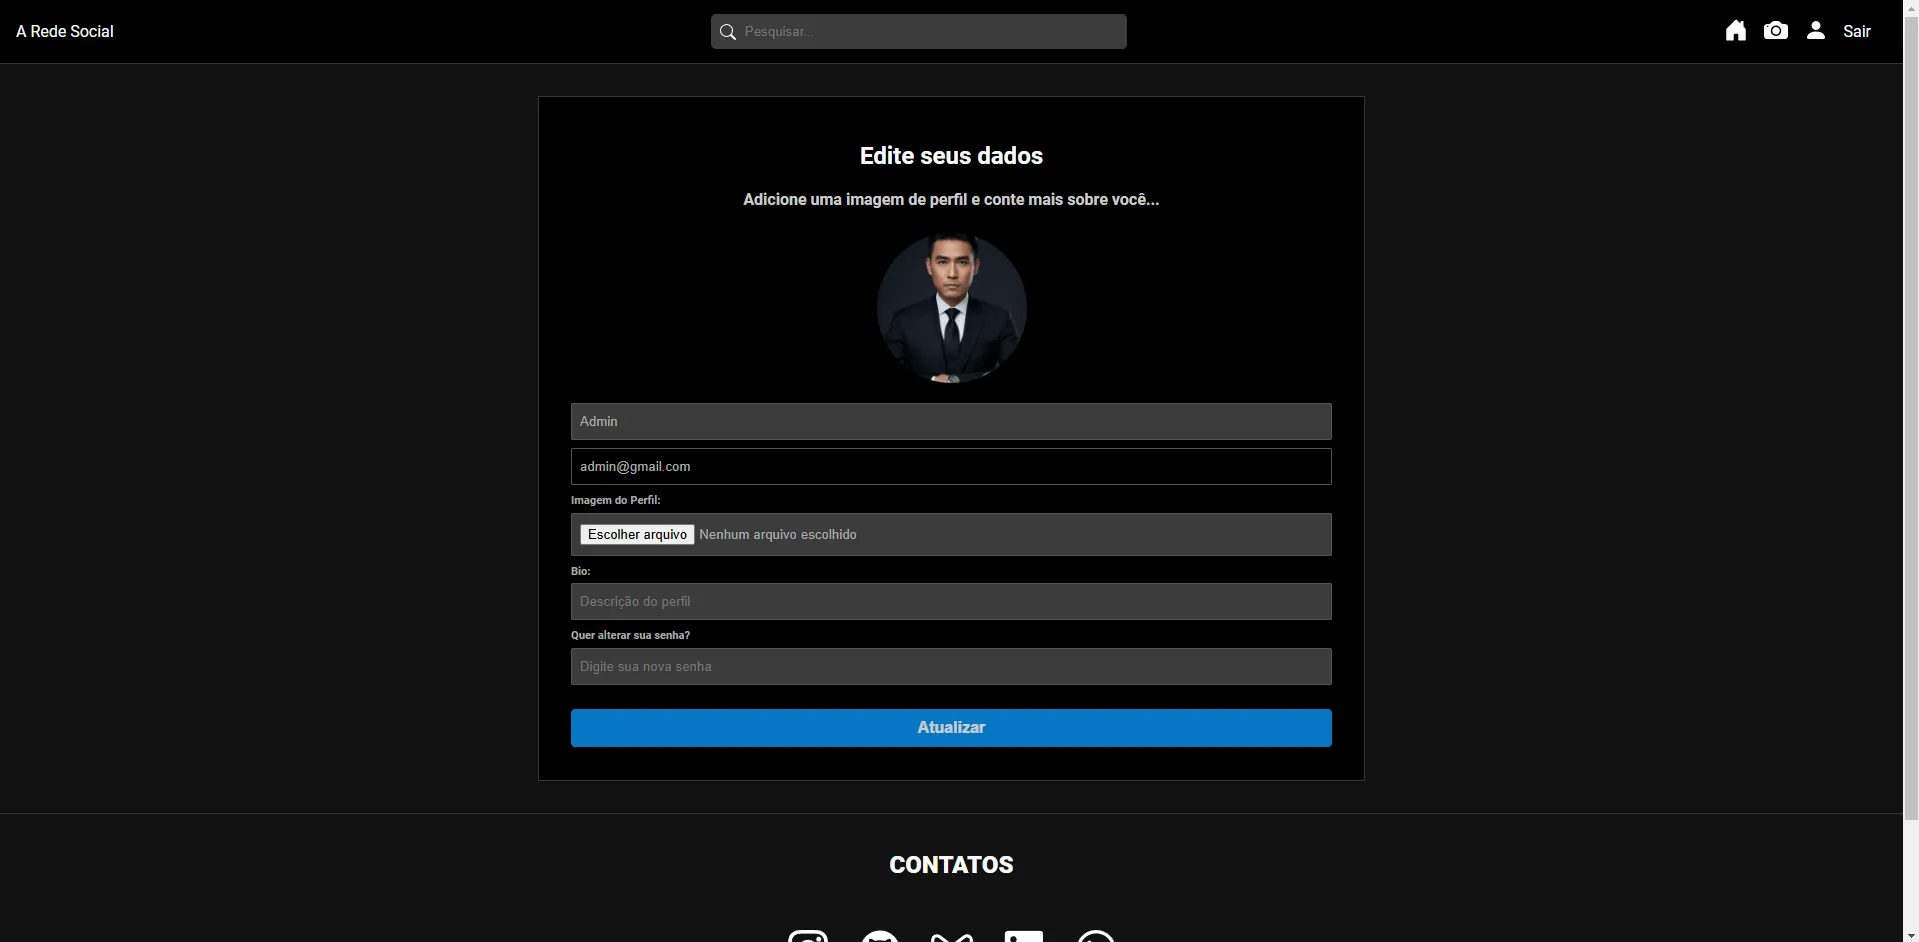 A Rede Social
Pesquisar...
Sair
Edite seus dados
Adicione uma imagem de perfil e conte mais sobre você...
Admin
admin@gmail.com
Imagem do Perfil:
Escolher arquivo Nenhum arquivo escolhido
Bio:
Descrição do perfil
Quer alterar sua senha?
Digite sua nova senha
Atualizar
CONTATOS